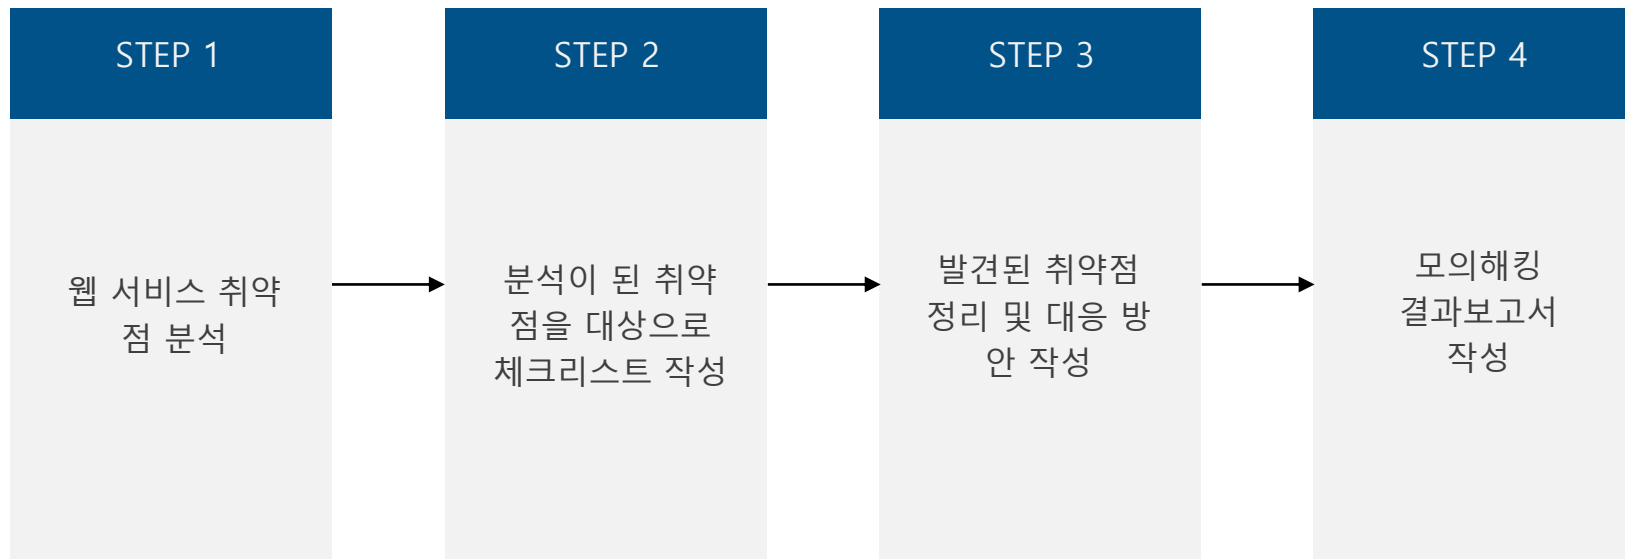 STEP 1
웹 서비스 취약
점 분석
STEP 2
분석이 된 취약
점을 대상으로
체크리스트 작성
STEP 3
발견된 취약점
정리 및 대응 방
안 작성
STEP 4
모의해킹
결과보고서
작성